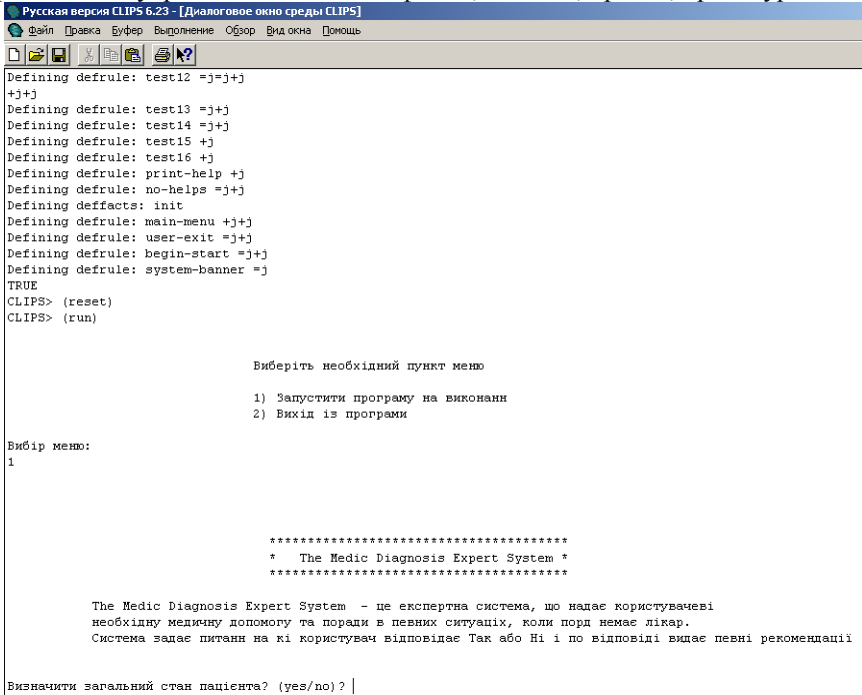 Русская версия CLIPS 6.23 - [Диалоговое окно среды CLIPS]
Файл Правка Буфер Выполнение Обзор Вид окна Помощь
Defining defrule: test12 =j=j+j
+j+j
Defining defrule: test13 =j+j
Defining defrule: test14 =j+j
Defining defrule: test15 +j
Defining defrule: test16 +j
Defining defrule: print-help +j
Defining defrule: no-helps =j+j
Defining deffacts: init
Defining defrule: main-menu +j+j
Defining defrule: user-exit =j+j
Defining defrule: begin-start =j+j
Defining defrule: system-banner =j
TRUE
CLIPS> (reset)
CLIPS> (run)
Виберіть необхідний пункт меню
1) Запустити програму на виконанн
2) Вихід із програми
Вибір меню:
1
***************************************
* The Medic Diagnosis Expert System *
***************************************
The Medic Diagnosis Expert System - це експертна система, що надає користувачеві
необхідну медичну допомогу та поради в певних ситуаціх, коли порд немає лікар.
Система задає питанн на кі користувач відповідає Так або Ні і по відповіді видає певні рекомендації
Визначити загальний стан пацієнта? (yes/no)?